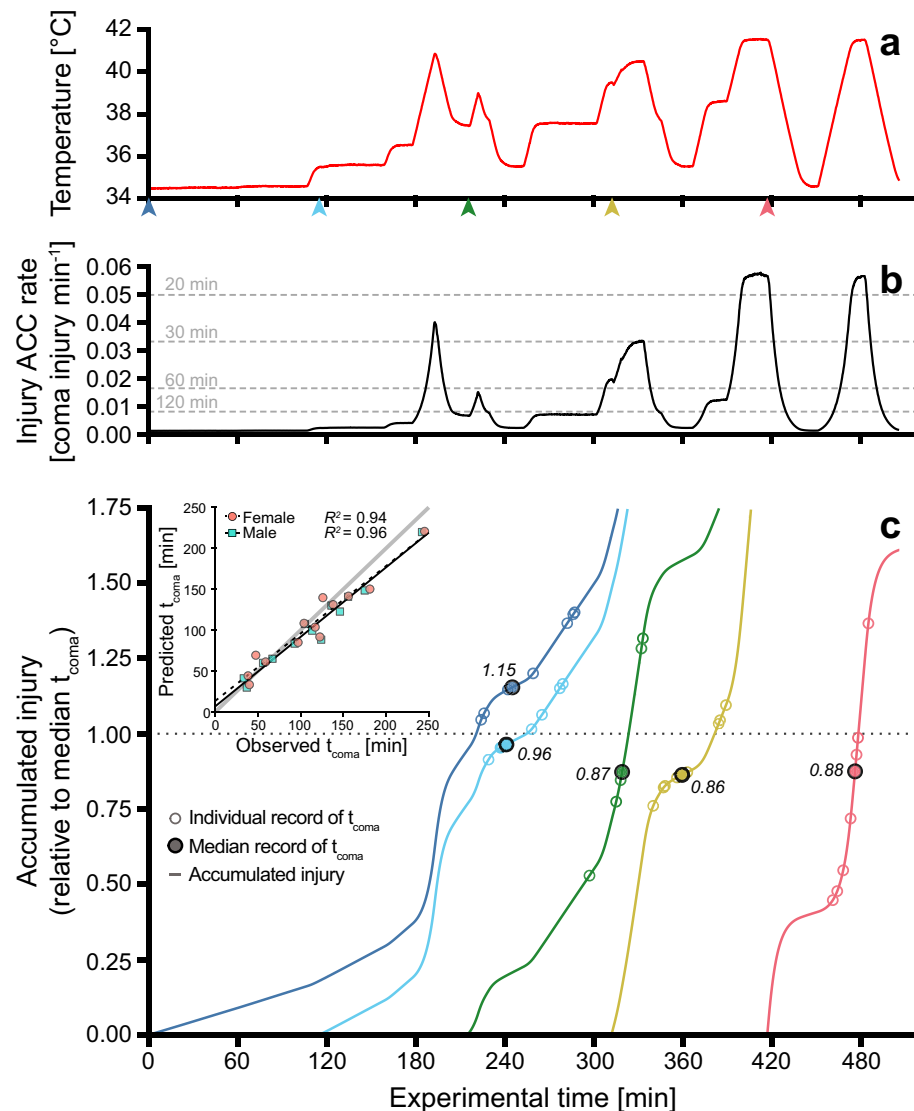 a
Temperature [°C]
42
40
38
36
34
b
Injury ACC rate
[coma injury min⁻¹]
0.06
0.05
0.04
0.03
0.02
0.01
0.00
20 min
30 min
60 min
120 min
c
Accumulated injury
(relative to median t_coma)
1.75
1.50
1.25
1.00
0.75
0.50
0.25
0.00
Predicted t_coma [min]
250
200
150
100
50
0
Female R² = 0.94
Male R² = 0.96
0 50 100 150 200 250
Observed t_coma [min]
1.15
0.96
0.87
0.86
0.88
Individual record of t_coma
Median record of t_coma
Accumulated injury
0 60 120 180 240 300 360 420 480
Experimental time [min]